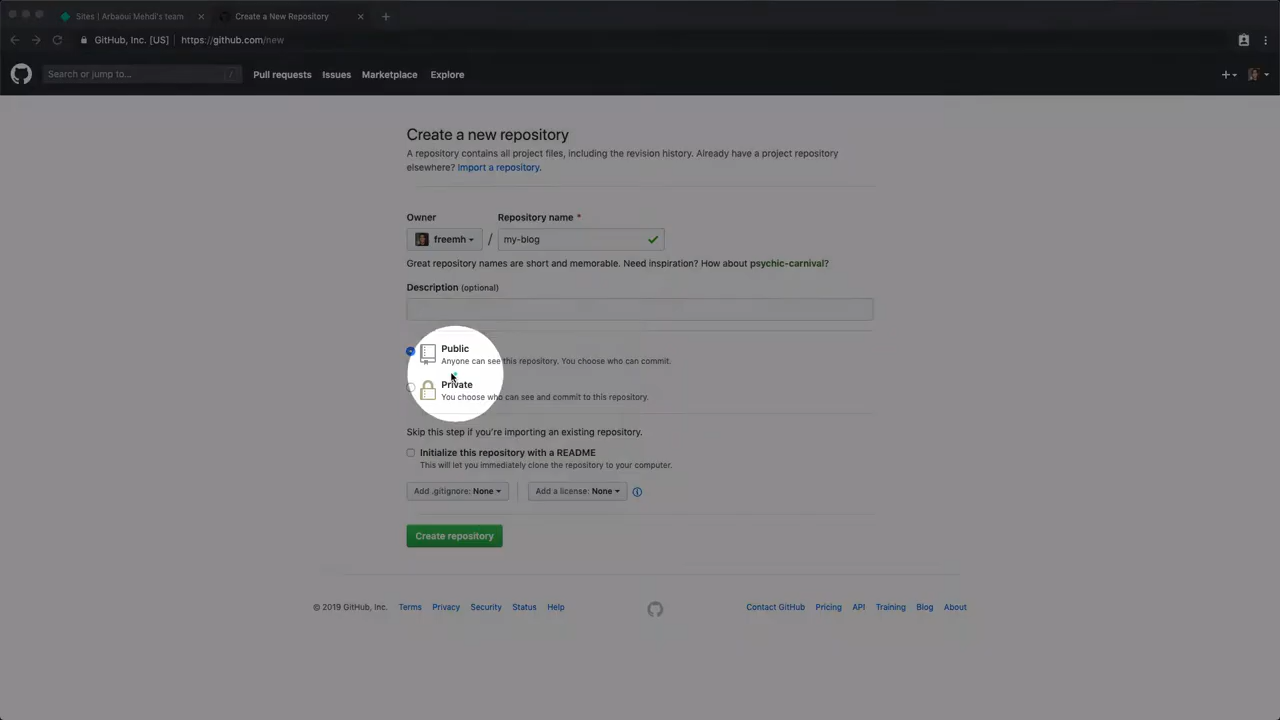 Sites | Arbaoui Mehdi's team
Create a New Repository
GitHub, Inc. [US] https://github.com/new
Search or jump to... /
Pull requests Issues Marketplace Explore
Create a new repository
A repository contains all project files, including the revision history. Already have a project repository
elsewhere? Import a repository.
Owner
Repository name *
freemh / my-blog
Great repository names are short and memorable. Need inspiration? How about psychic-carnival?
Description (optional)
Public
Anyone can see this repository. You choose who can commit.
Private
You choose who can see and commit to this repository.
Skip this step if you're importing an existing repository.
Initialize this repository with a README
This will let you immediately clone the repository to your computer.
Add .gitignore: None
Add a license: None
Create repository
© 2019 GitHub, Inc. Terms Privacy Security Status Help
Contact GitHub Pricing API Training Blog About